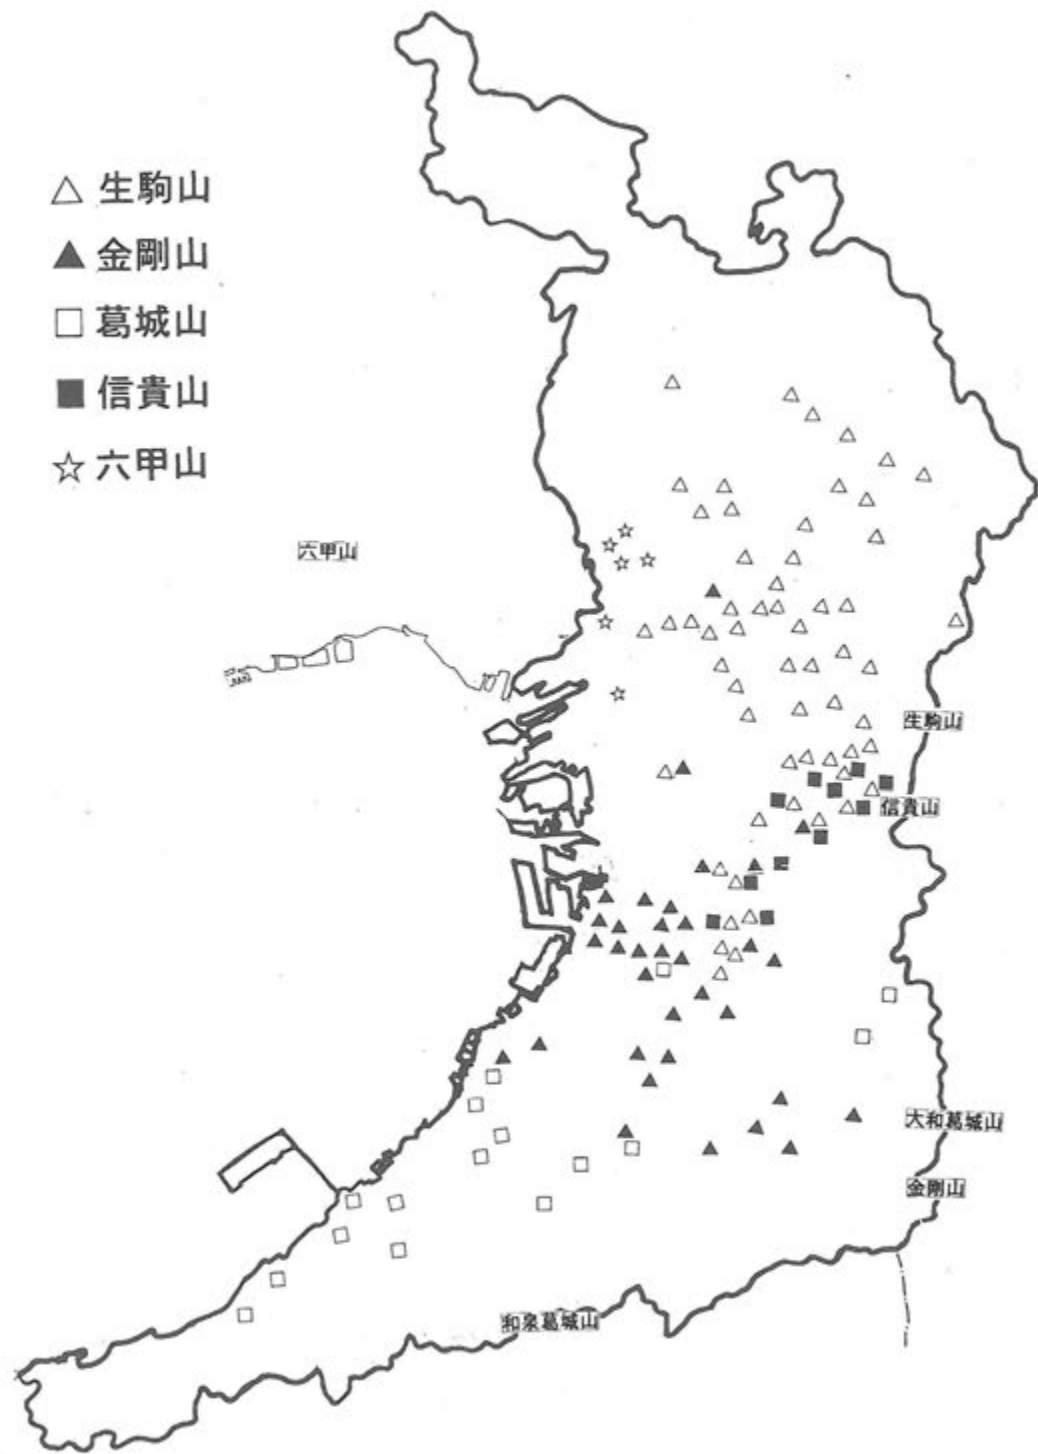 △ 生駒山
▲ 金剛山
□ 葛城山
■ 信貴山
☆ 六甲山
六甲山
生駒山
信貴山
大和葛城山
金剛山
和泉葛城山